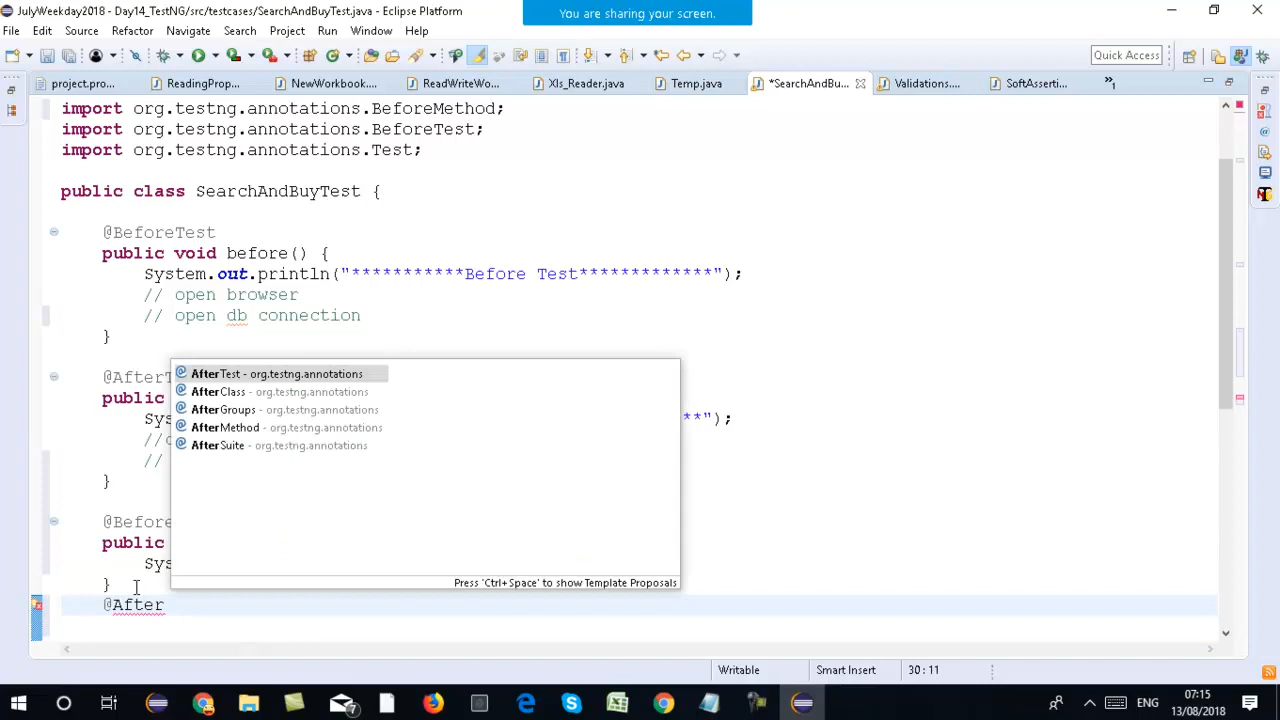 JulyWeekday2018 - Day14_TestNG/src/testcases/SearchAndBuyTest.java - Eclipse Platform
You are sharing your screen.
File Edit Source Refactor Navigate Search Project Run Window Help
Quick Access
project.pro... ReadingProp... NewWorkbook.... ReadWriteWo... Xls_Reader.java Temp.java *SearchAndBu... Validations.... SoftAsserti... »1
import org.testng.annotations.BeforeMethod;
import org.testng.annotations.BeforeTest;
import org.testng.annotations.Test;
public class SearchAndBuyTest {
@BeforeTest
public void before() {
System.out.println("***********Before Test*************");
// open browser
// open db connection
}
@AfterT
public
Sys **");
//
//
}
@Before
public
Sys
}
@After
AfterTest - org.testng.annotations
AfterClass - org.testng.annotations
AfterGroups - org.testng.annotations
AfterMethod - org.testng.annotations
AfterSuite - org.testng.annotations
Press 'Ctrl+Space' to show Template Proposals
Writable Smart Insert 30 : 11
7
ENG
07:15
13/08/2018